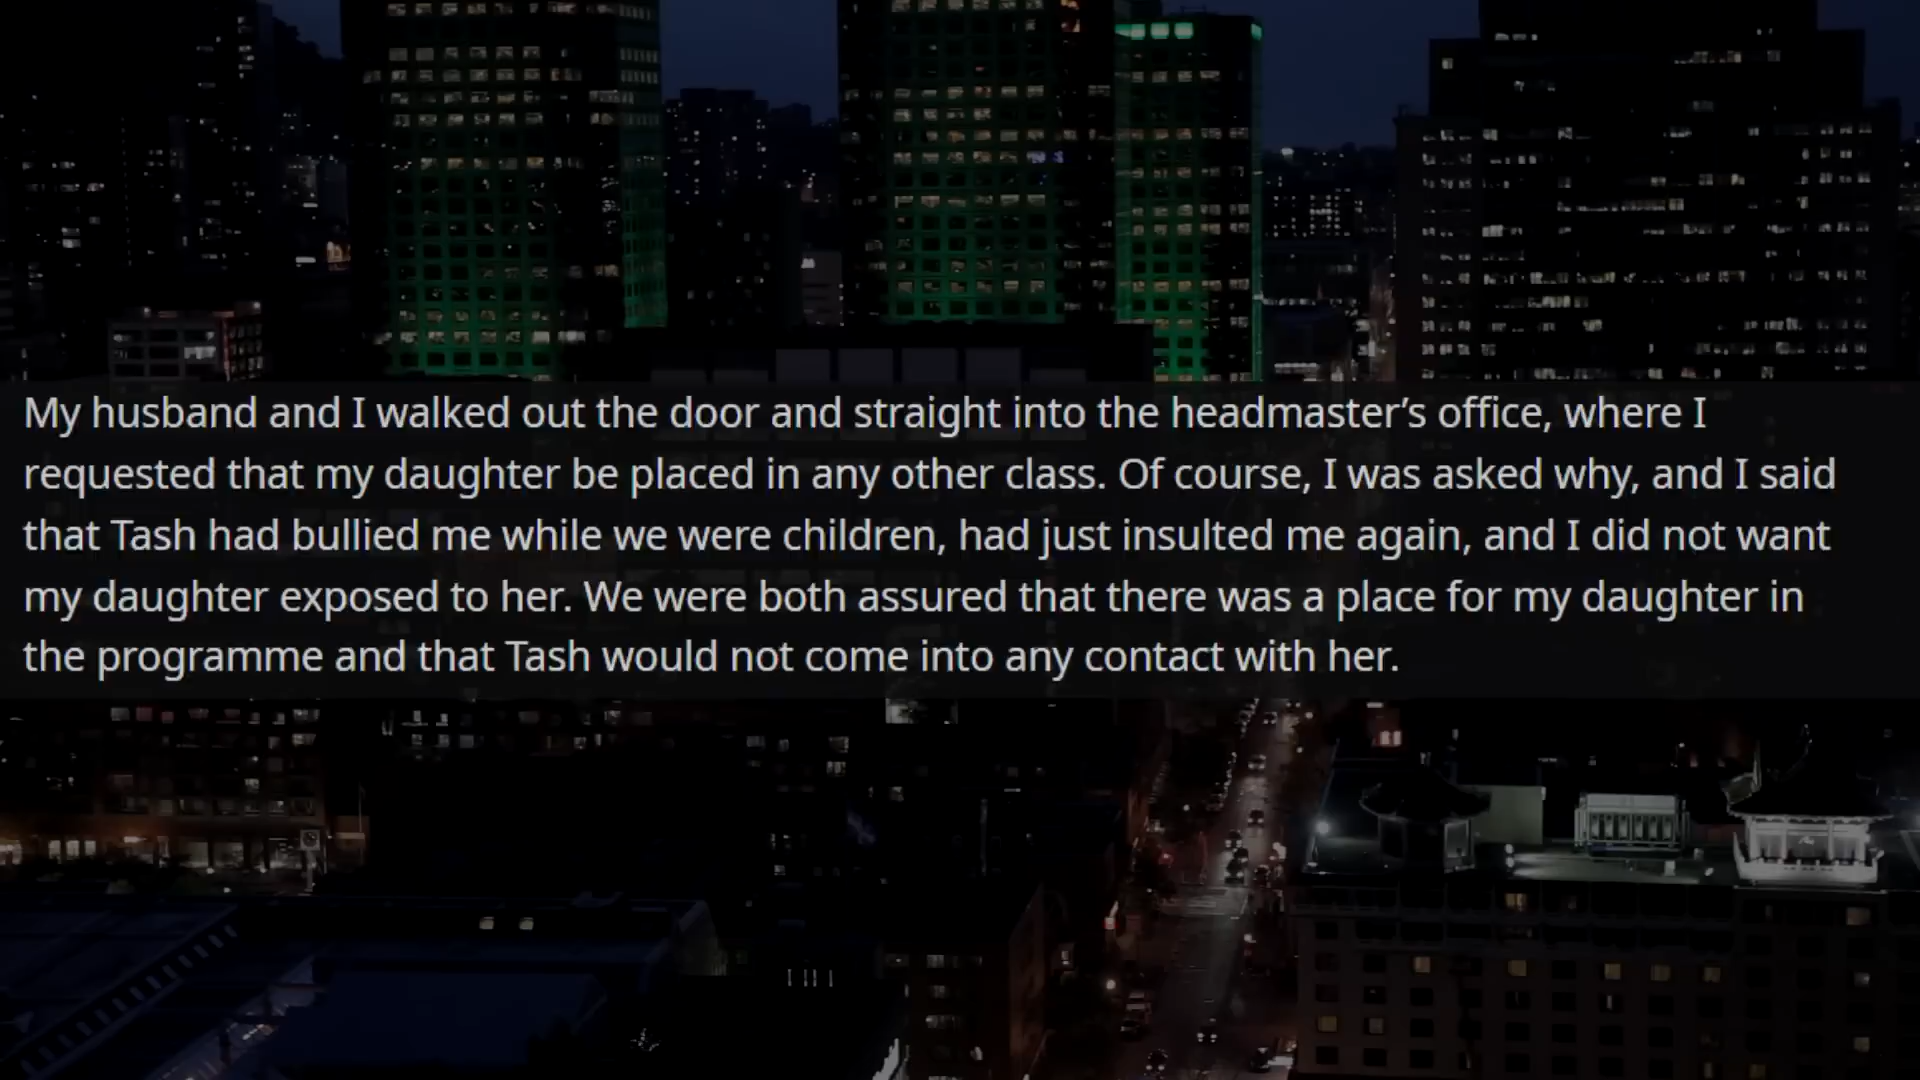 My husband and I walked out the door and straight into the headmaster’s office, where I
requested that my daughter be placed in any other class. Of course, I was asked why, and I said
that Tash had bullied me while we were children, had just insulted me again, and I did not want
my daughter exposed to her. We were both assured that there was a place for my daughter in
the programme and that Tash would not come into any contact with her.